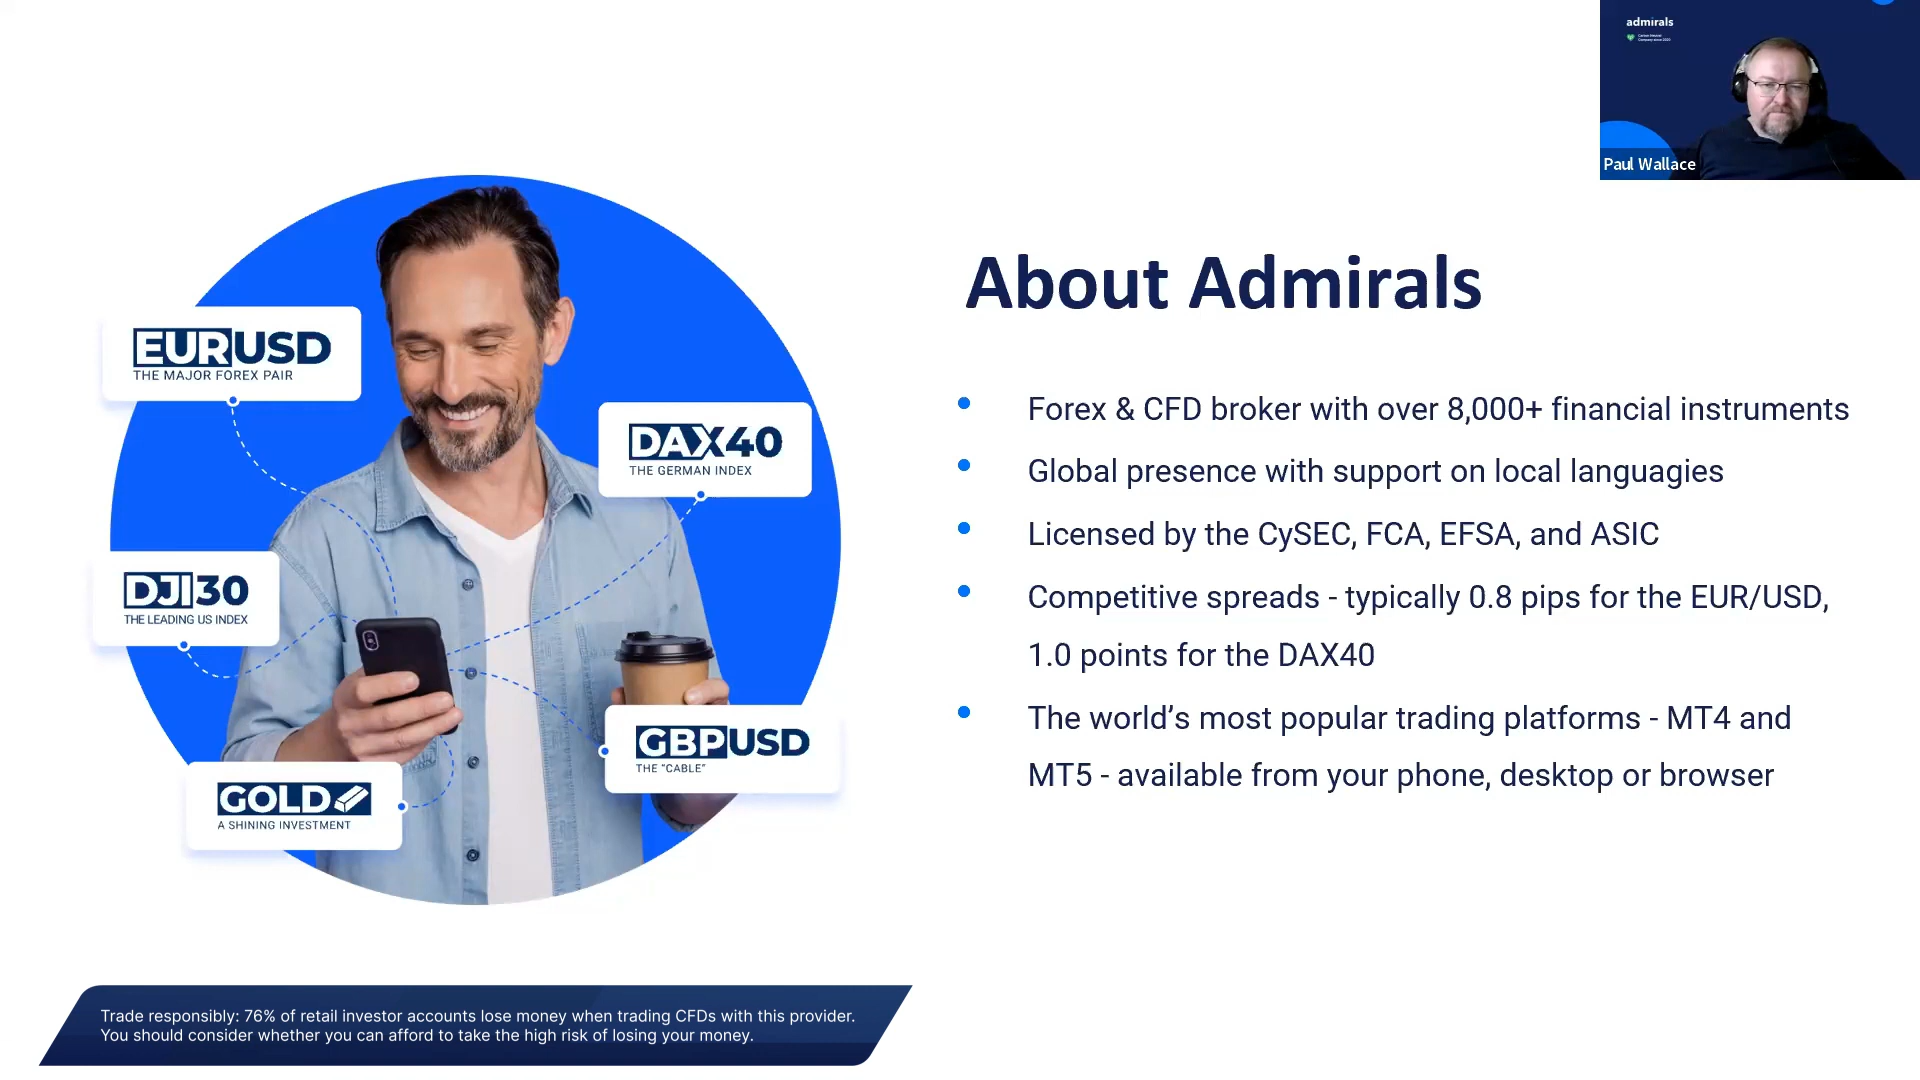 admirals
Paul Wallace
About Admirals
EURUSD
THE MAJOR FOREX PAIR
DAX40
THE GERMAN INDEX
DJI30
THE LEADING US INDEX
GBPUSD
THE "CABLE"
GOLD
A SHINING INVESTMENT
Forex & CFD broker with over 8,000+ financial instruments
Global presence with support on local languagies
Licensed by the CySEC, FCA, EFSA, and ASIC
Competitive spreads - typically 0.8 pips for the EUR/USD,
1.0 points for the DAX40
The world’s most popular trading platforms - MT4 and
MT5 - available from your phone, desktop or browser
Trade responsibly: 76% of retail investor accounts lose money when trading CFDs with this provider.
You should consider whether you can afford to take the high risk of losing your money.